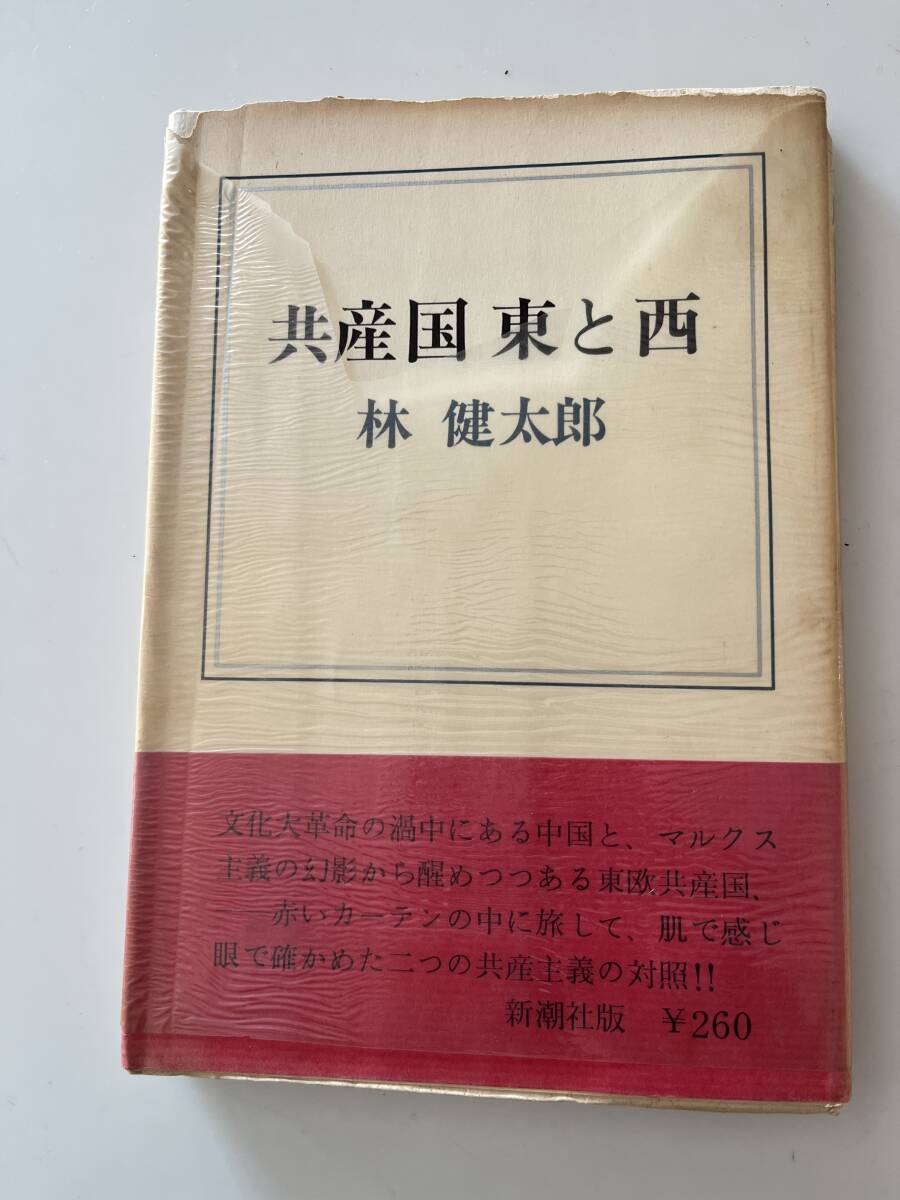 共産国 東と西
林 健太郎
文化大革命の渦中にある中国と、マルクス
主義の幻影から醒めつつある東欧共産国、
――赤いカーテンの中に旅して、肌で感じ
眼で確かめた二つの共産主義の対照!!
新潮社版 ￥260